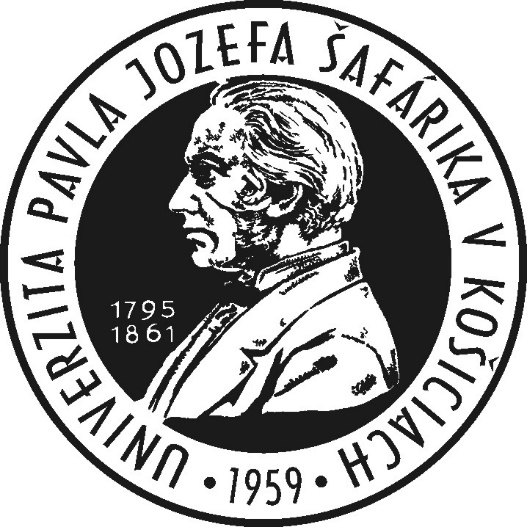 UNIVERZITA PAVLA JOZEFA ŠAFÁRIKA V KOŠICIACH
1795
1861
• 1959 •